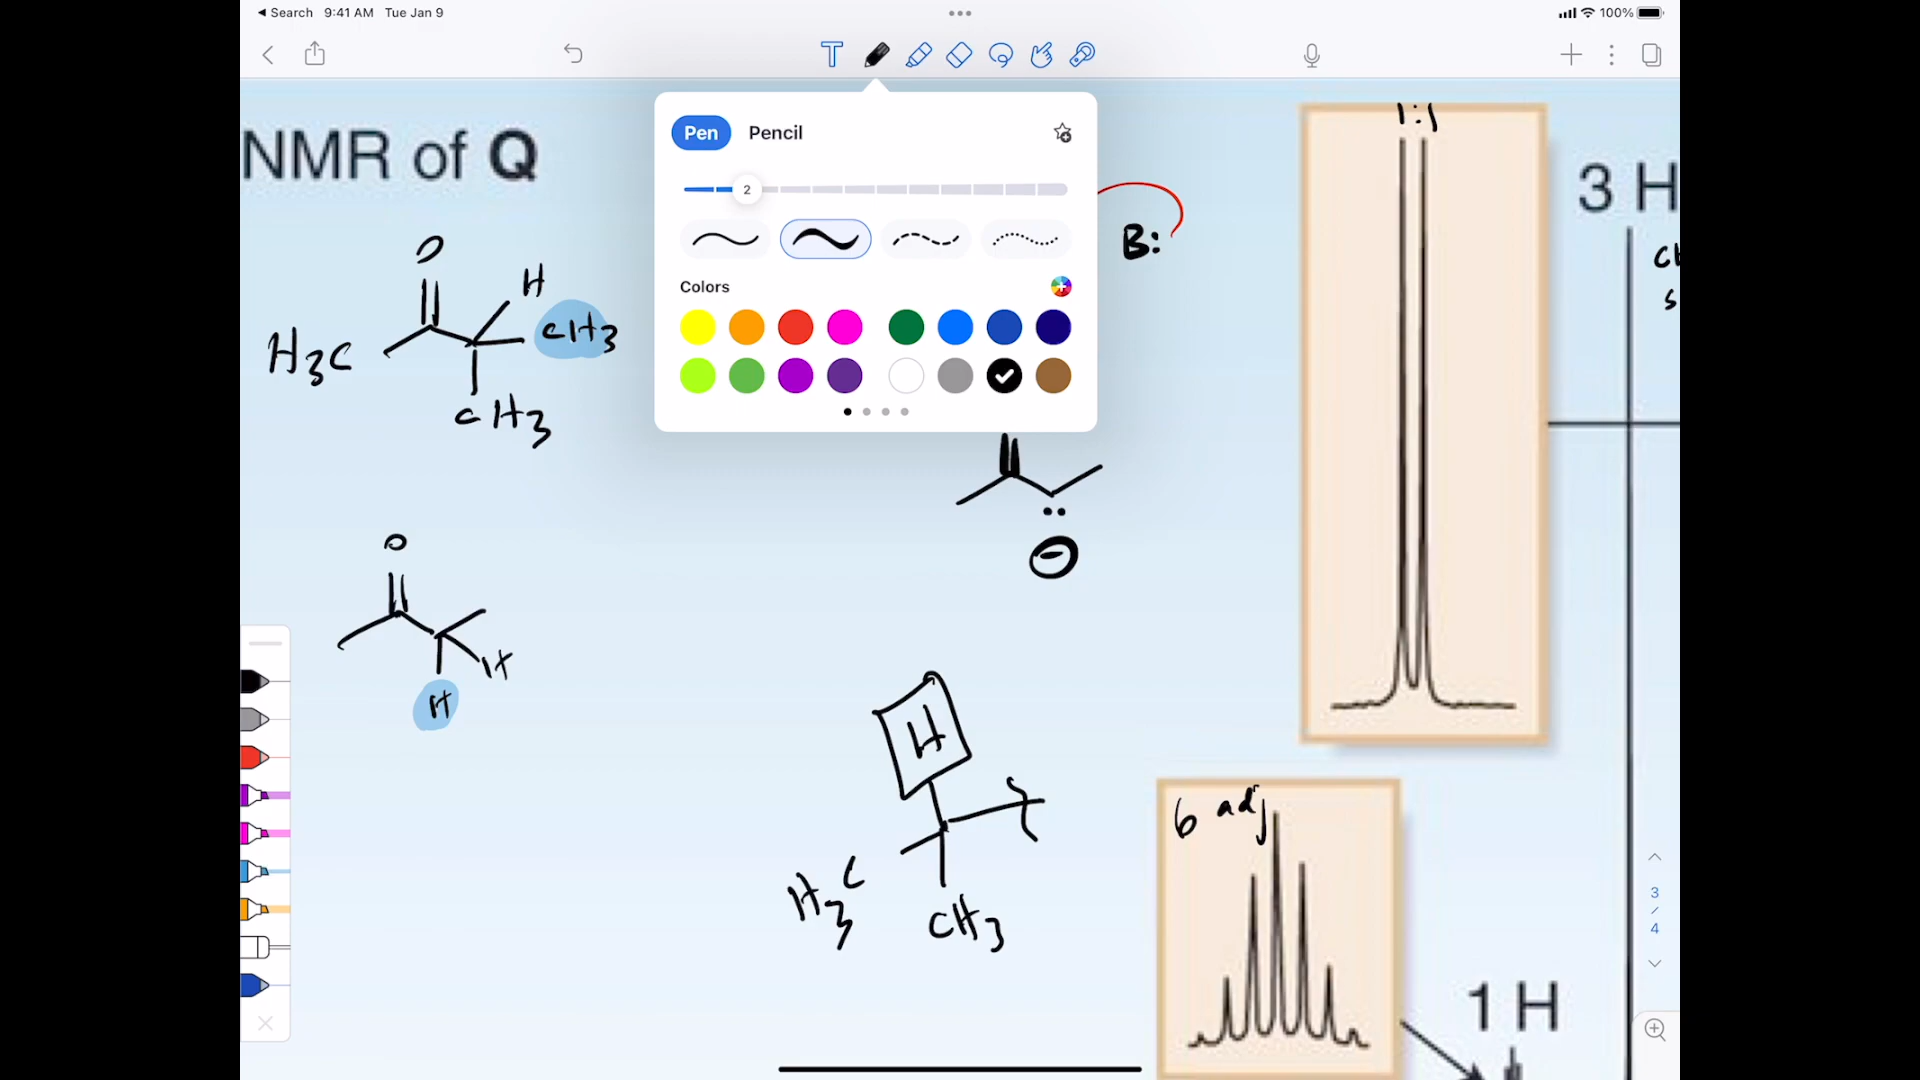 Search 9:41 AM Tue Jan 9
100%
T
Pen Pencil
2
Colors
NMR of Q
1:1
3 H
B:
O
H
CH3
H3C
CH3
O
H
H
H
H3C
CH3
6 adj
3
/
4
1 H